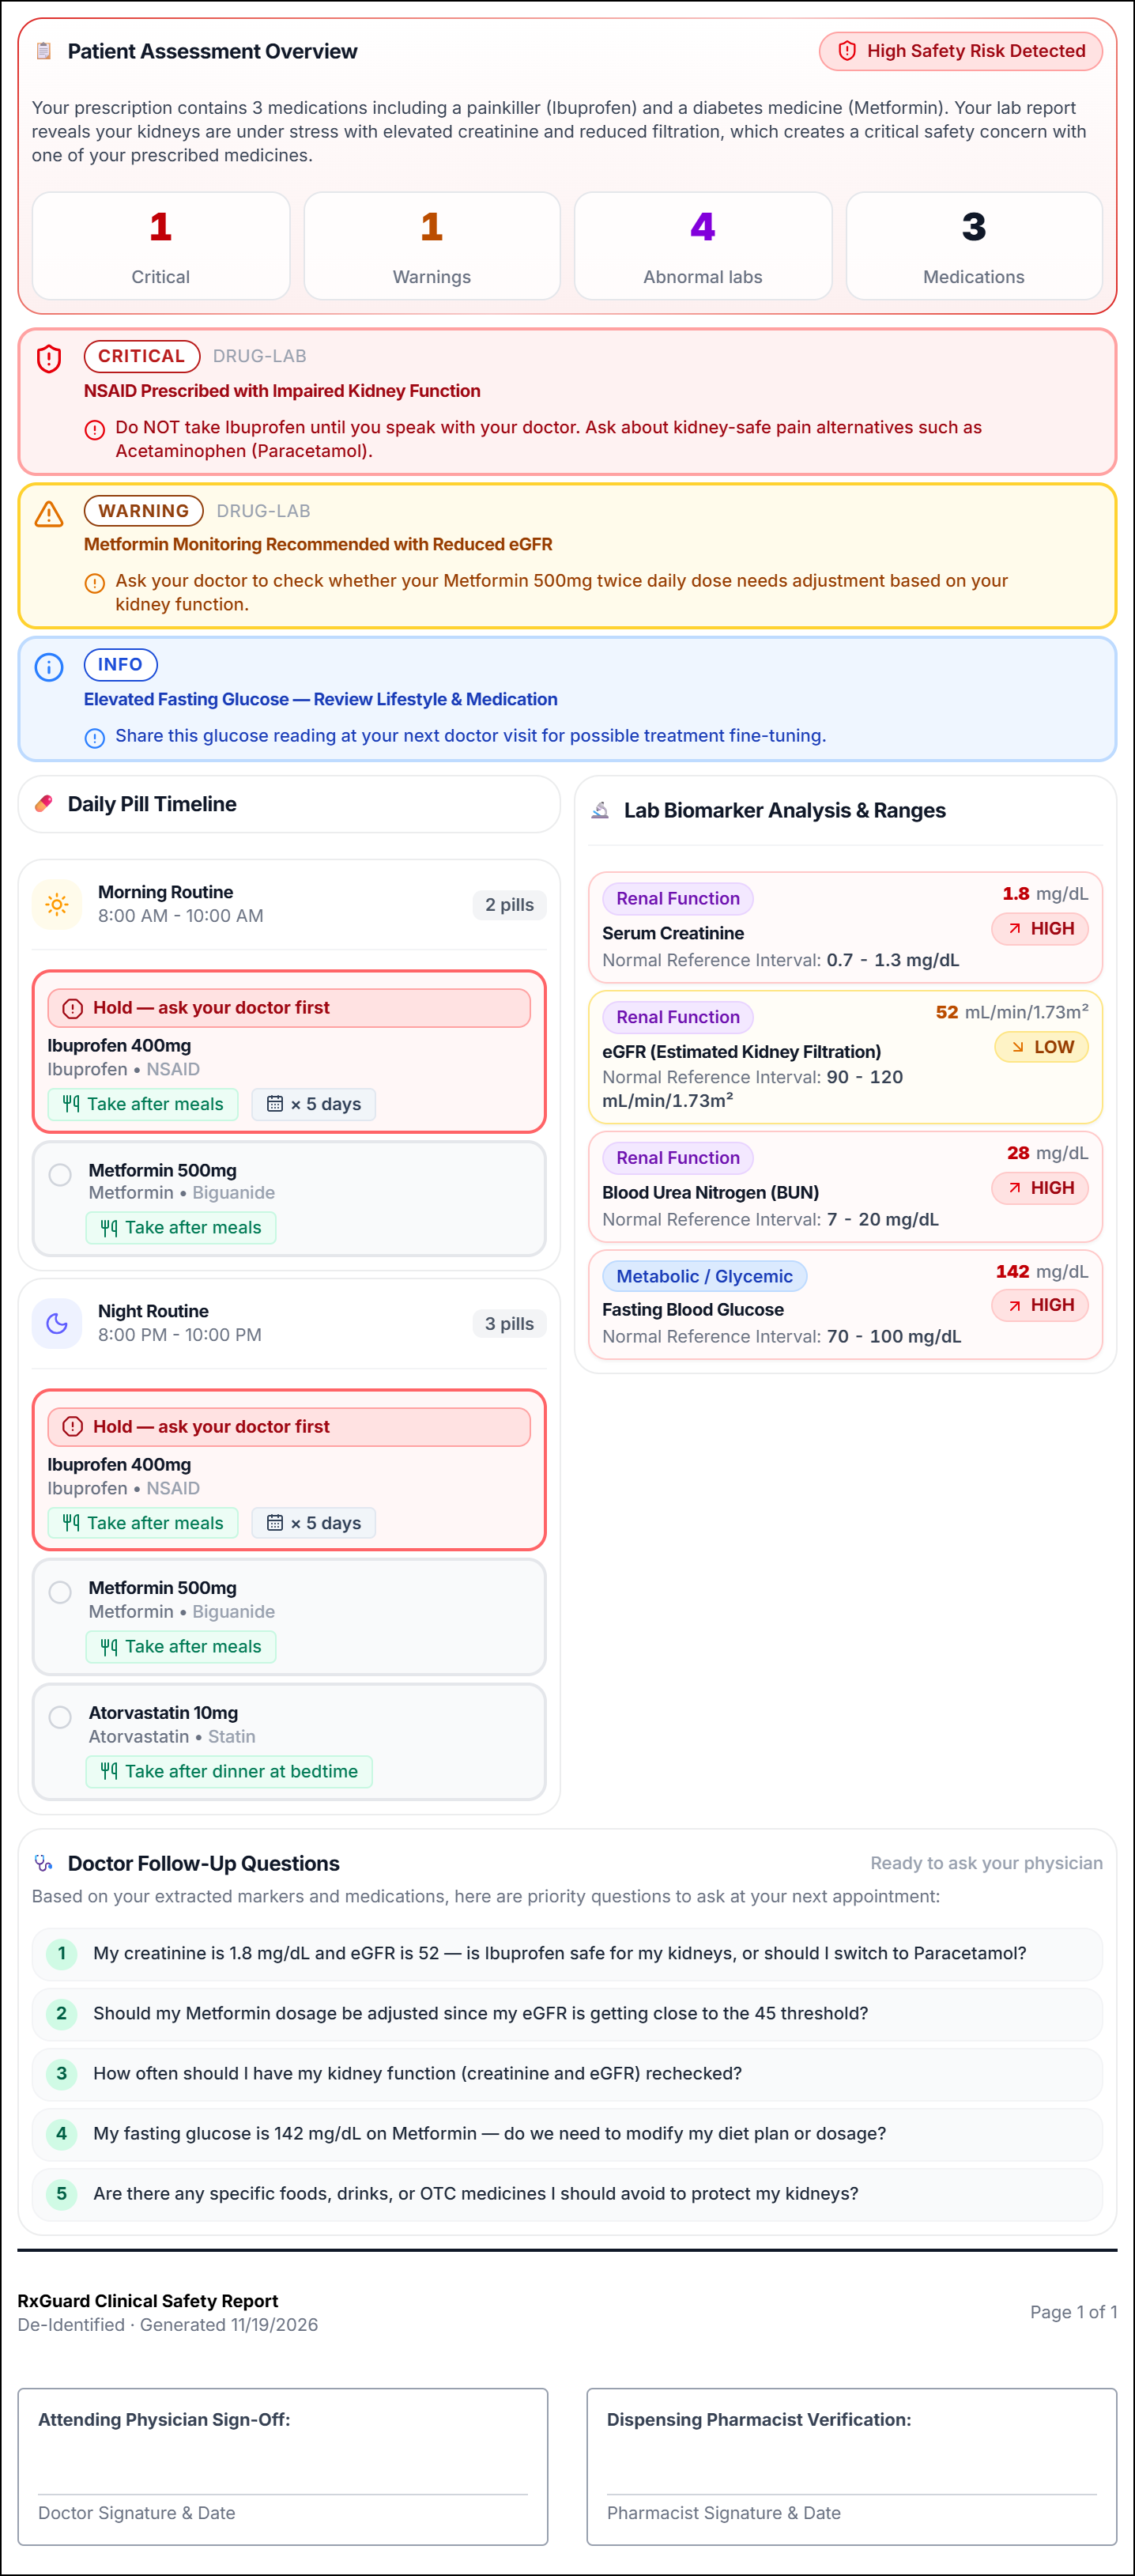 Patient Assessment Overview
High Safety Risk Detected
Your prescription contains 3 medications including a painkiller (Ibuprofen) and a diabetes medicine (Metformin). Your lab report
reveals your kidneys are under stress with elevated creatinine and reduced filtration, which creates a critical safety concern with
one of your prescribed medicines.
1
Critical
1
Warnings
4
Abnormal labs
3
Medications
CRITICAL DRUG-LAB
NSAID Prescribed with Impaired Kidney Function
Do NOT take Ibuprofen until you speak with your doctor. Ask about kidney-safe pain alternatives such as
Acetaminophen (Paracetamol).
WARNING DRUG-LAB
Metformin Monitoring Recommended with Reduced eGFR
Ask your doctor to check whether your Metformin 500mg twice daily dose needs adjustment based on your
kidney function.
INFO
Elevated Fasting Glucose — Review Lifestyle & Medication
Share this glucose reading at your next doctor visit for possible treatment fine-tuning.
Daily Pill Timeline
Morning Routine
8:00 AM - 10:00 AM
2 pills
Hold — ask your doctor first
Ibuprofen 400mg
Ibuprofen • NSAID
Take after meals
× 5 days
Metformin 500mg
Metformin • Biguanide
Take after meals
Night Routine
8:00 PM - 10:00 PM
3 pills
Hold — ask your doctor first
Ibuprofen 400mg
Ibuprofen • NSAID
Take after meals
× 5 days
Metformin 500mg
Metformin • Biguanide
Take after meals
Atorvastatin 10mg
Atorvastatin • Statin
Take after dinner at bedtime
Lab Biomarker Analysis & Ranges
Renal Function
1.8 mg/dL
Serum Creatinine
HIGH
Normal Reference Interval: 0.7 - 1.3 mg/dL
Renal Function
52 mL/min/1.73m²
eGFR (Estimated Kidney Filtration)
LOW
Normal Reference Interval: 90 - 120
mL/min/1.73m²
Renal Function
28 mg/dL
Blood Urea Nitrogen (BUN)
HIGH
Normal Reference Interval: 7 - 20 mg/dL
Metabolic / Glycemic
142 mg/dL
Fasting Blood Glucose
HIGH
Normal Reference Interval: 70 - 100 mg/dL
Doctor Follow-Up Questions
Ready to ask your physician
Based on your extracted markers and medications, here are priority questions to ask at your next appointment:
1 My creatinine is 1.8 mg/dL and eGFR is 52 — is Ibuprofen safe for my kidneys, or should I switch to Paracetamol?
2 Should my Metformin dosage be adjusted since my eGFR is getting close to the 45 threshold?
3 How often should I have my kidney function (creatinine and eGFR) rechecked?
4 My fasting glucose is 142 mg/dL on Metformin — do we need to modify my diet plan or dosage?
5 Are there any specific foods, drinks, or OTC medicines I should avoid to protect my kidneys?
RxGuard Clinical Safety Report
De-Identified · Generated 11/19/2026
Page 1 of 1
Attending Physician Sign-Off:
Doctor Signature & Date
Dispensing Pharmacist Verification:
Pharmacist Signature & Date